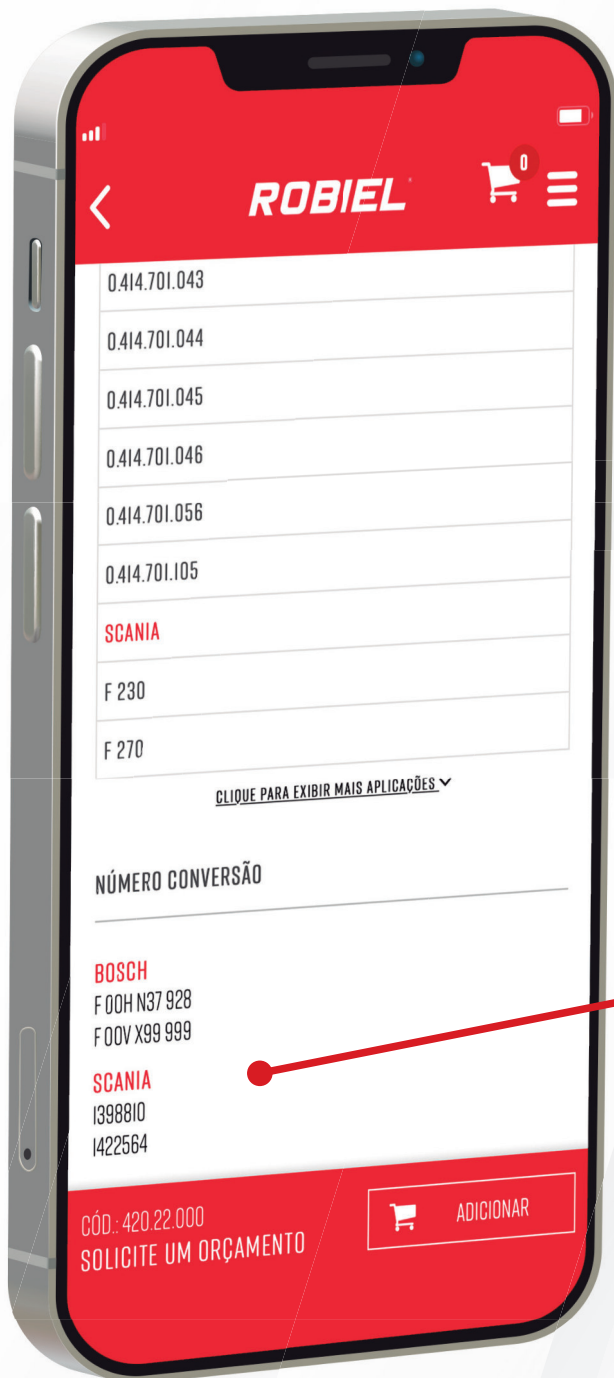 ROBIEL
0
0.414.701.043
0.414.701.044
0.414.701.045
0.414.701.046
0.414.701.056
0.414.701.105
SCANIA
F 230
F 270
CLIQUE PARA EXIBIR MAIS APLICAÇÕES
NÚMERO CONVERSÃO
BOSCH
F 00H N37 928
F 00V X99 999
SCANIA
1398810
1422564
CÓD.: 420.22.000
SOLICITE UM ORÇAMENTO
ADICIONAR